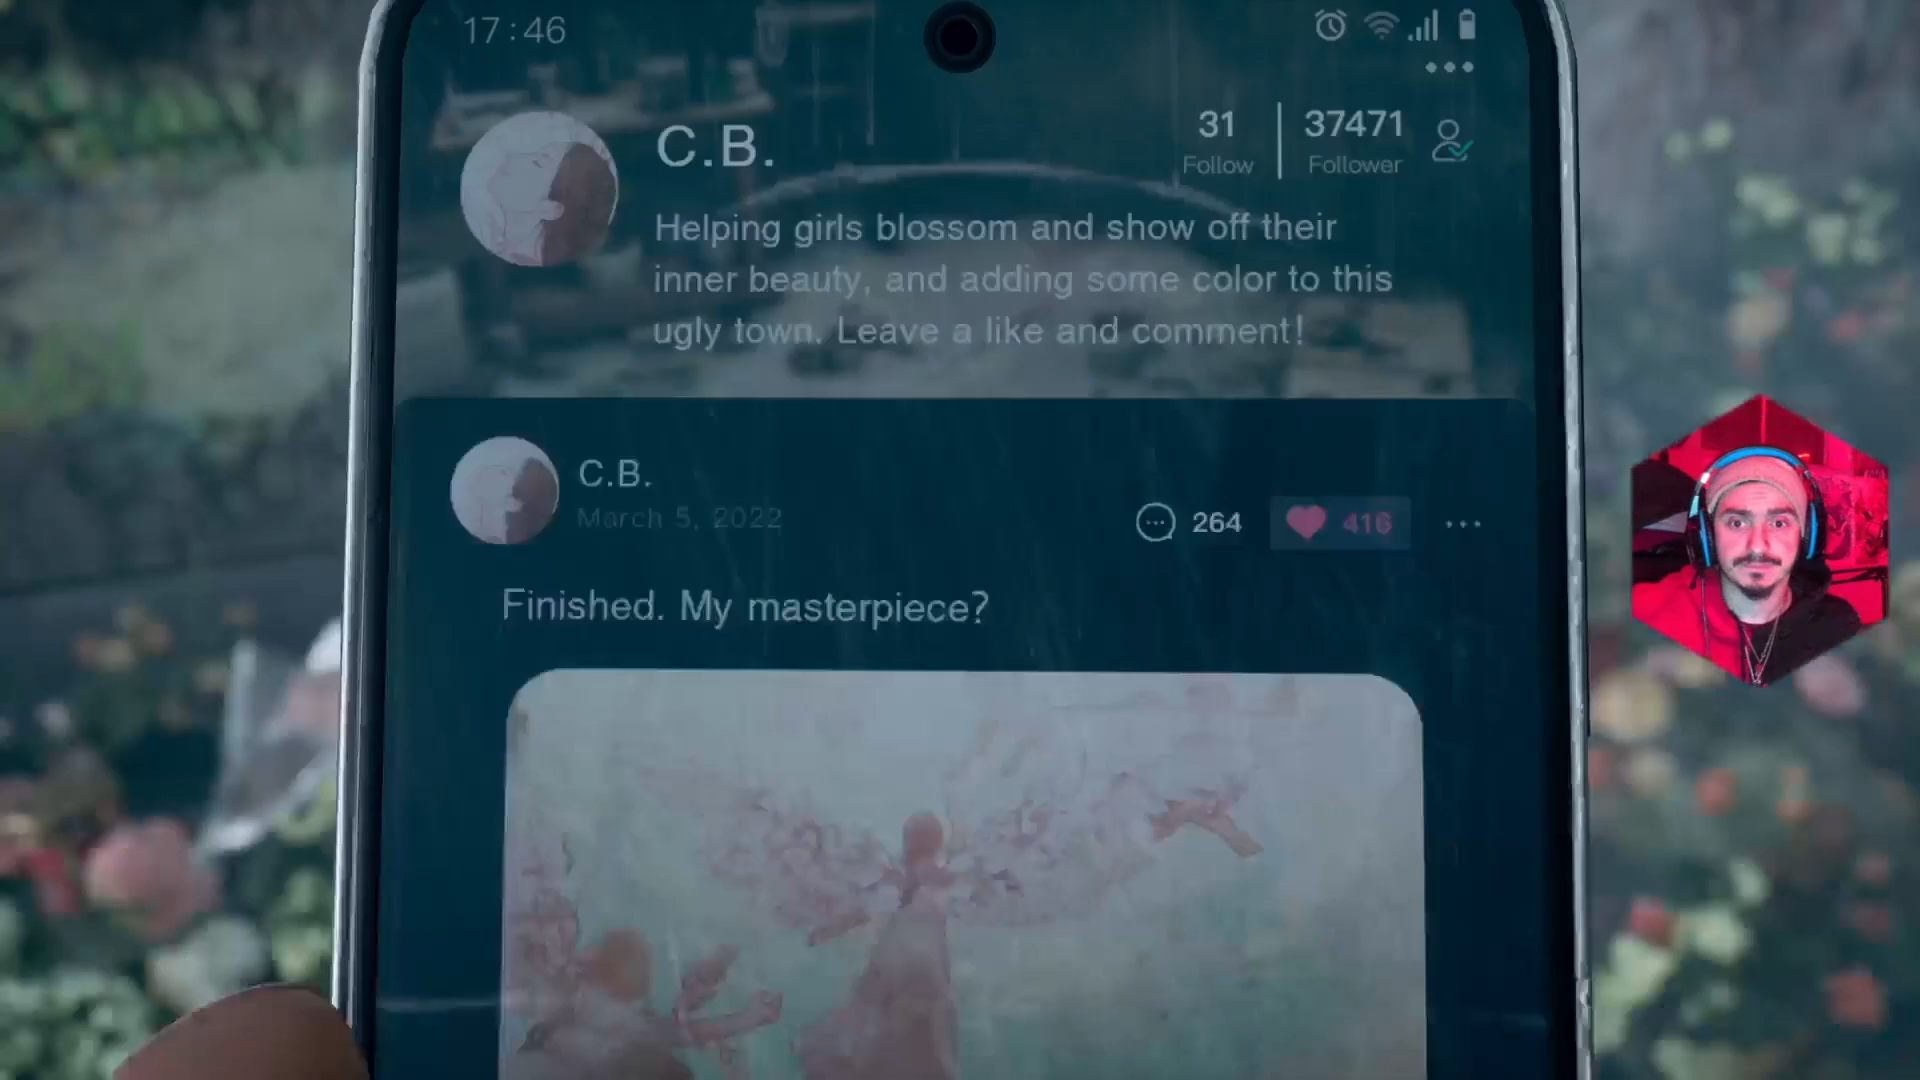 17:46
C.B.
31
Follow
37471
Follower
Helping girls blossom and show off their
inner beauty, and adding some color to this
ugly town. Leave a like and comment!
C.B.
March 5, 2022
264
416
Finished. My masterpiece?